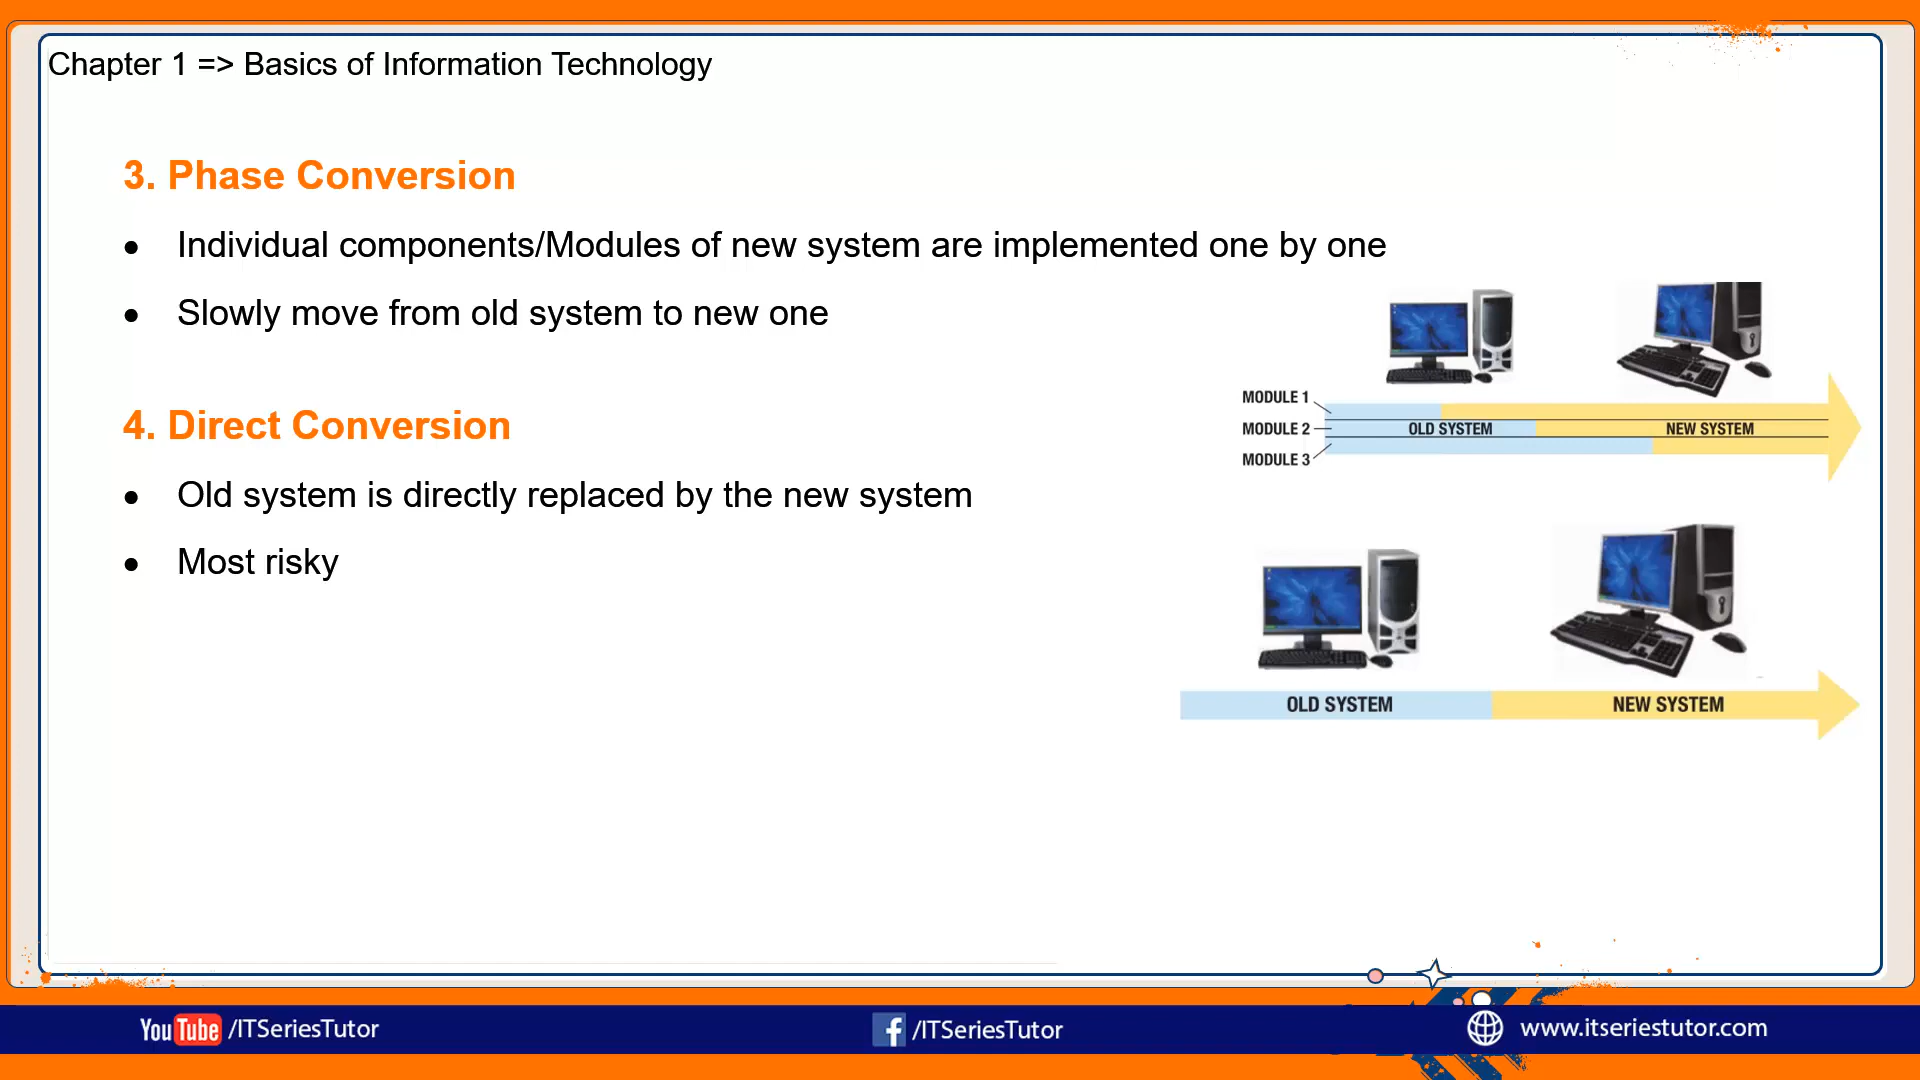 Chapter 1 => Basics of Information Technology
3. Phase Conversion
• Individual components/Modules of new system are implemented one by one
• Slowly move from old system to new one
MODULE 1
MODULE 2
MODULE 3
OLD SYSTEM
NEW SYSTEM
4. Direct Conversion
• Old system is directly replaced by the new system
• Most risky
OLD SYSTEM
NEW SYSTEM
YouTube /ITSeriesTutor
f /ITSeriesTutor
www.itseriestutor.com